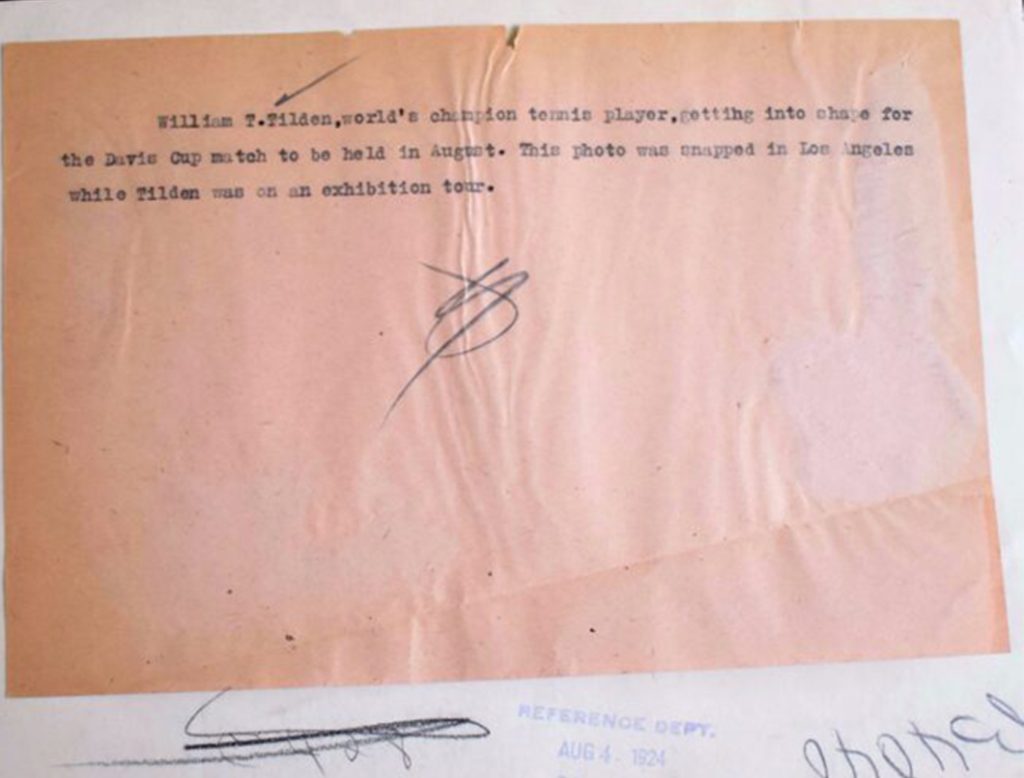 William T.Tilden,world's champion tennis player,gettihg into shape for
the Davis Cup match to be held in August. This photo was snapped in Los Angeles
while Tilden was on an exhibition tour.
REFERENCE DEPT.
AUG 4 - 1924